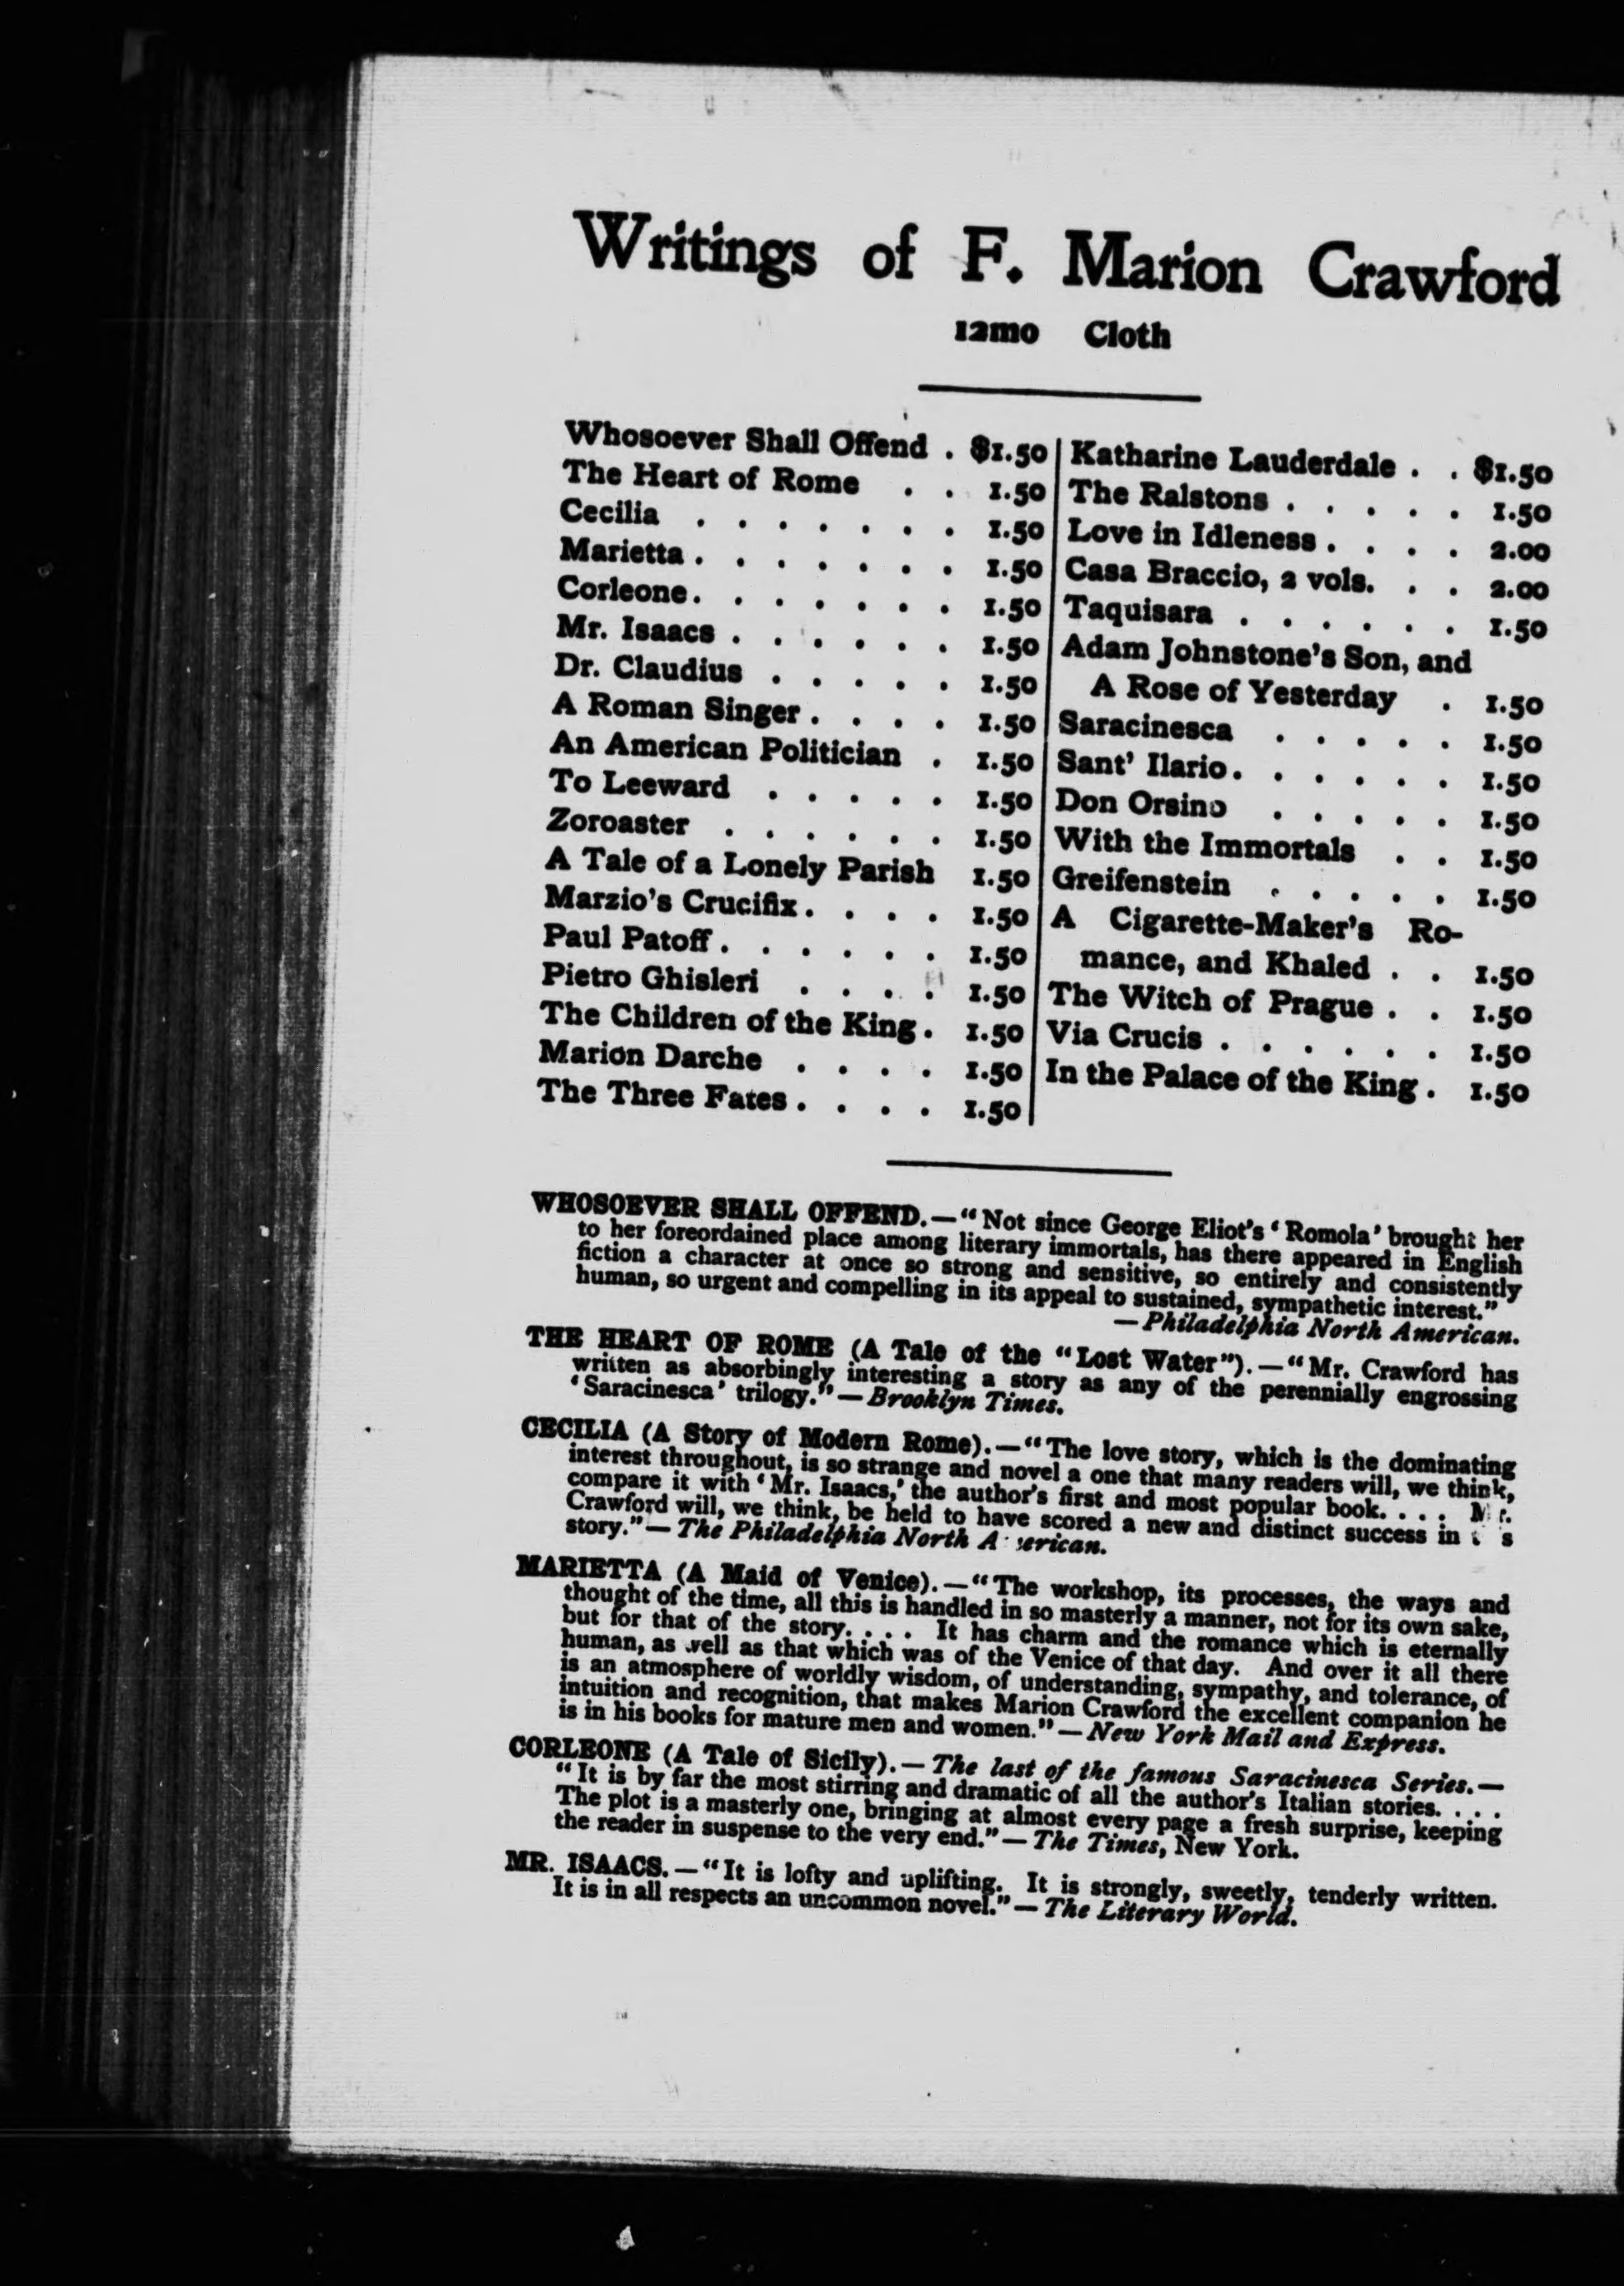 Writings of F. Marion Crawford
12mo Cloth
Whosoever Shall Offend . $1.50
The Heart of Rome . . 1.50
Cecilia . . . . . . . 1.50
Marietta . . . . . . . 1.50
Corleone . . . . . . . 1.50
Mr. Isaacs . . . . . . 1.50
Dr. Claudius . . . . . 1.50
A Roman Singer . . . . 1.50
An American Politician . 1.50
To Leeward . . . . . 1.50
Zoroaster . . . . . . 1.50
A Tale of a Lonely Parish 1.50
Marzio's Crucifix . . . . 1.50
Paul Patoff . . . . . . 1.50
Pietro Ghisleri . . . . 1.50
The Children of the King . 1.50
Marion Darche . . . . 1.50
The Three Fates . . . . 1.50
Katharine Lauderdale . . $1.50
The Ralstons . . . . . 1.50
Love in Idleness . . . . 2.00
Casa Braccio, 2 vols. . . 2.00
Taquisara . . . . . . 1.50
Adam Johnstone's Son, and
A Rose of Yesterday . 1.50
Saracinesca . . . . . 1.50
Sant' Ilario . . . . . . 1.50
Don Orsino . . . . . 1.50
With the Immortals . . 1.50
Greifenstein . . . . . 1.50
A Cigarette-Maker's Ro-
mance, and Khaled . . 1.50
The Witch of Prague . . 1.50
Via Crucis . . . . . . 1.50
In the Palace of the King . 1.50
WHOSOEVER SHALL OFFEND.—"Not since George Eliot's 'Romola' brought her
to her foreordained place among literary immortals, has there appeared in English
fiction a character at once so strong and sensitive, so entirely and consistently
human, so urgent and compelling in its appeal to sustained, sympathetic interest."
—Philadelphia North American.
THE HEART OF ROME (A Tale of the "Lost Water").—"Mr. Crawford has
written as absorbingly interesting a story as any of the perennially engrossing
'Saracinesca' trilogy."—Brooklyn Times.
CECILIA (A Story of Modern Rome).—"The love story, which is the dominating
interest throughout, is so strange and novel a one that many readers will, we think,
compare it with 'Mr. Isaacs,' the author's first and most popular book. . . . Mr.
Crawford will, we think, be held to have scored a new and distinct success in
story."—The Philadelphia North American.
MARIETTA (A Maid of Venice).—"The workshop, its processes, the ways and
thought of the time, all this is handled in so masterly a manner, not for its own sake,
but for that of the story. . . . It has charm and the romance which is eternally
human, as well as that which was of the Venice of that day. And over it all there
is an atmosphere of worldly wisdom, of understanding, sympathy, and tolerance, of
intuition and recognition, that makes Marion Crawford the excellent companion he
is in his books for mature men and women."—New York Mail and Express.
CORLEONE (A Tale of Sicily).—The last of the famous Saracinesca Series.—
"It is by far the most stirring and dramatic of all the author's Italian stories. . . .
The plot is a masterly one, bringing at almost every page a fresh surprise, keeping
the reader in suspense to the very end."—The Times, New York.
MR. ISAACS.—"It is lofty and uplifting. It is strongly, sweetly, tenderly written.
It is in all respects an uncommon novel."—The Literary World.